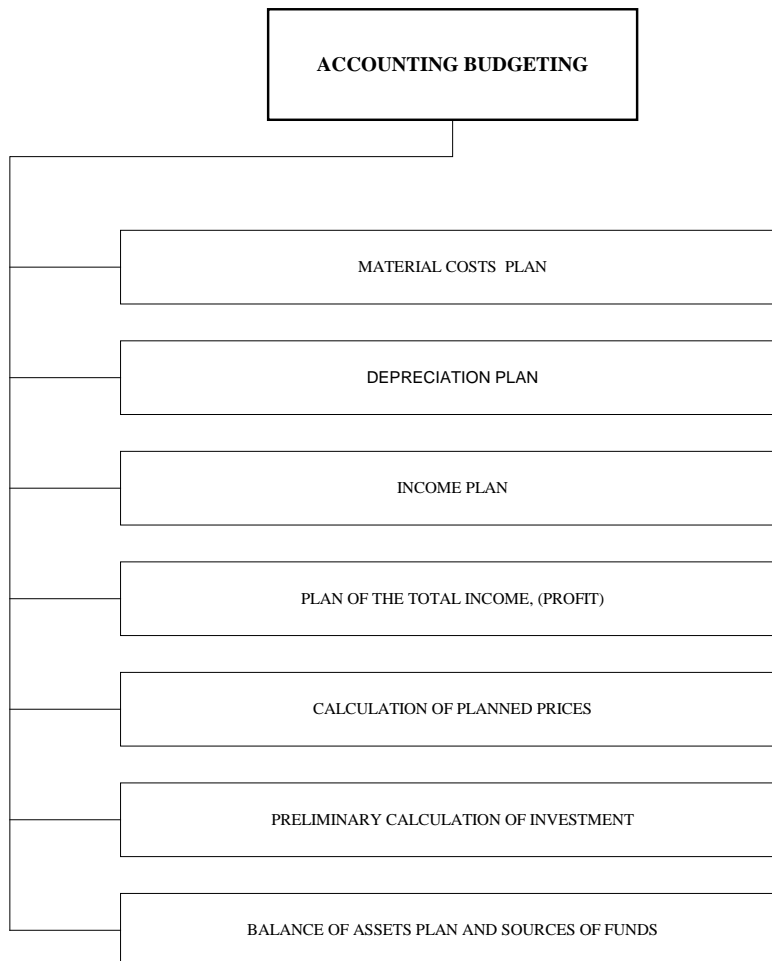 ACCOUNTING BUDGETING
MATERIAL COSTS PLAN
DEPRECIATION PLAN
INCOME PLAN
PLAN OF THE TOTAL INCOME, (PROFIT)
CALCULATION OF PLANNED PRICES
PRELIMINARY CALCULATION OF INVESTMENT
BALANCE OF ASSETS PLAN AND SOURCES OF FUNDS